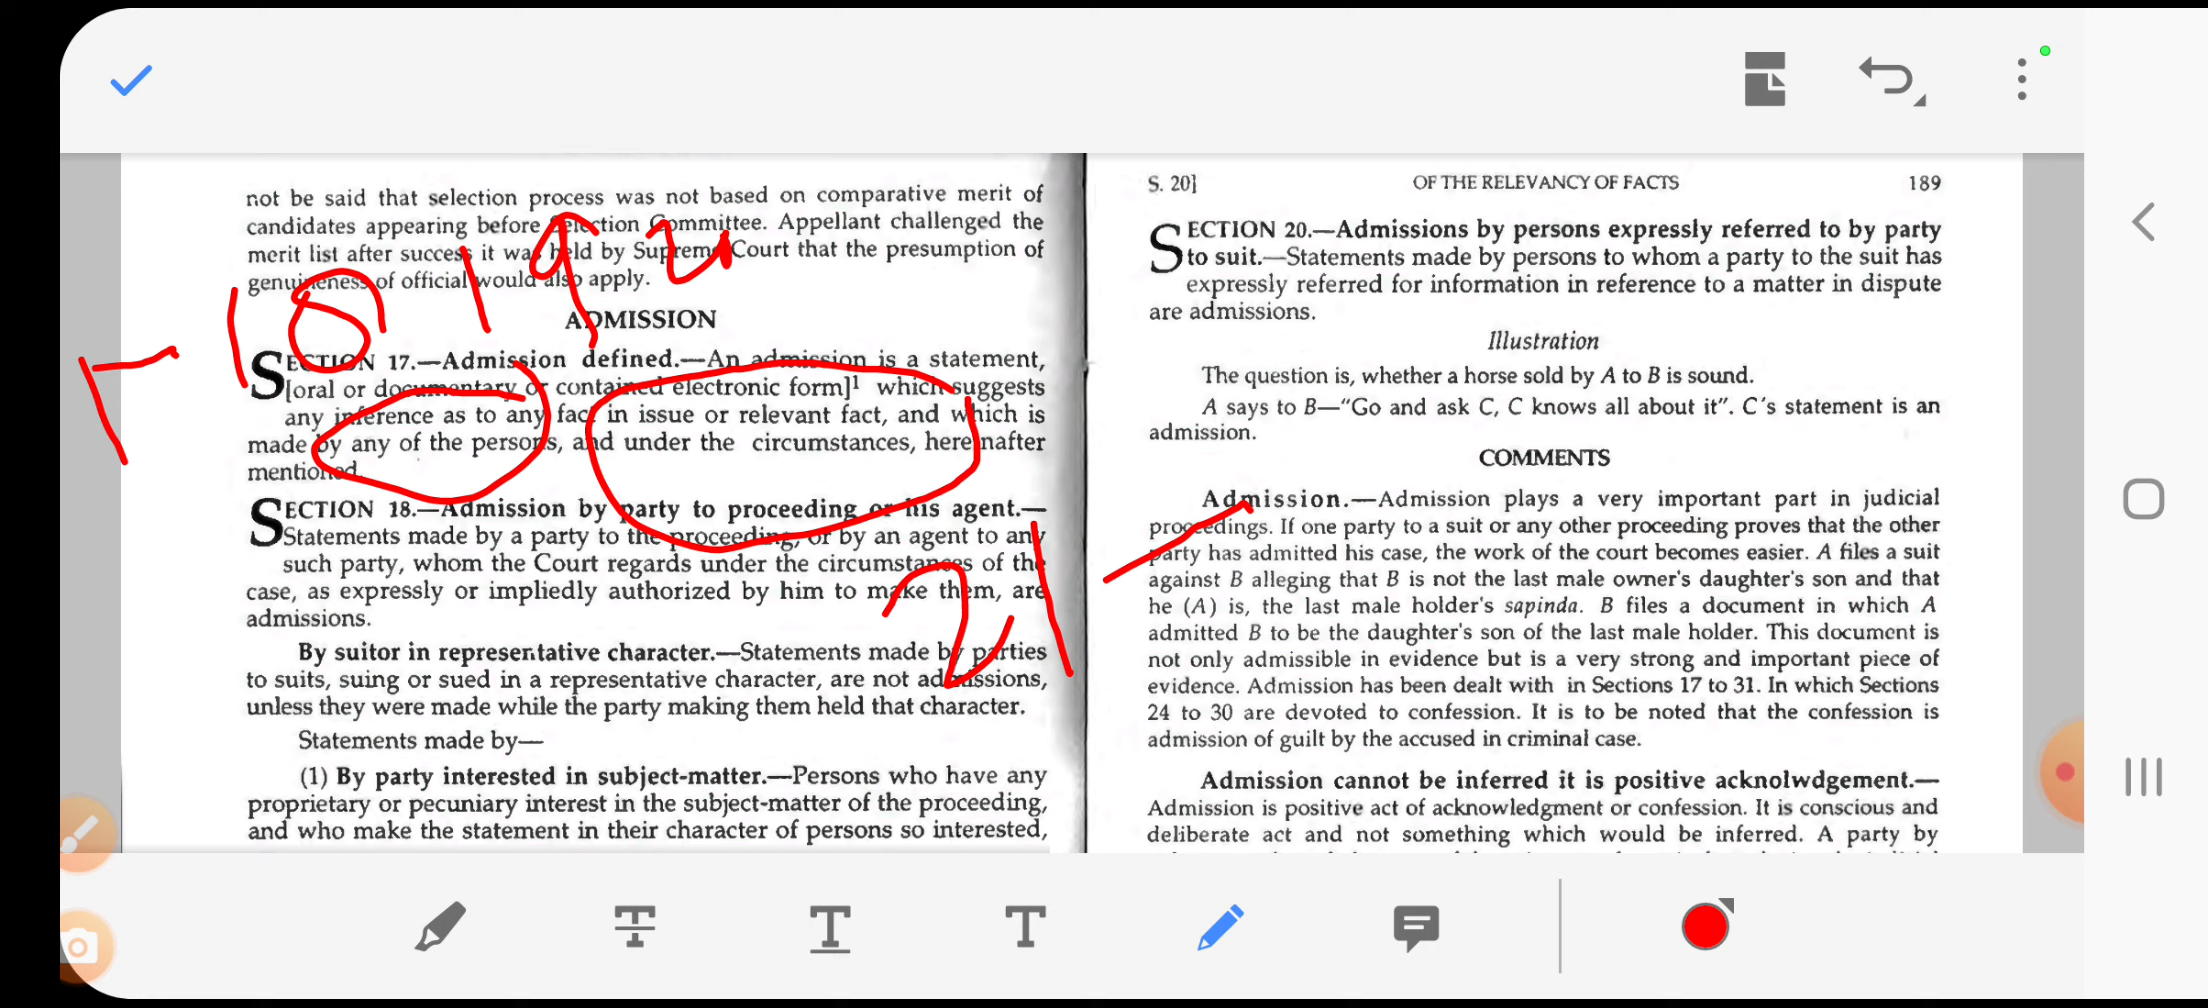 not be said that selection process was not based on comparative merit of
candidates appearing before Selection Committee. Appellant challenged the
merit list after success it was held by Supreme Court that the presumption of
genuineness of official would also apply.
ADMISSION
SECTION 17.—Admission defined.—An admission is a statement,
[oral or documentary or contained electronic form]¹ which suggests
any inference as to any fact in issue or relevant fact, and which is
made by any of the persons, and under the circumstances, hereinafter
mentioned.
SECTION 18.—Admission by party to proceeding or his agent.—
Statements made by a party to the proceeding, or by an agent to any
such party, whom the Court regards under the circumstances of the
case, as expressly or impliedly authorized by him to make them, are
admissions.
By suitor in representative character.—Statements made by parties
to suits, suing or sued in a representative character, are not admissions,
unless they were made while the party making them held that character.
Statements made by—
(1) By party interested in subject-matter.—Persons who have any
proprietary or pecuniary interest in the subject-matter of the proceeding,
and who make the statement in their character of persons so interested,
21
S. 20]
OF THE RELEVANCY OF FACTS
189
SECTION 20.—Admissions by persons expressly referred to by party
to suit.—Statements made by persons to whom a party to the suit has
expressly referred for information in reference to a matter in dispute
are admissions.
Illustration
The question is, whether a horse sold by A to B is sound.
A says to B—“Go and ask C, C knows all about it”. C's statement is an
admission.
COMMENTS
Admission.—Admission plays a very important part in judicial
proceedings. If one party to a suit or any other proceeding proves that the other
party has admitted his case, the work of the court becomes easier. A files a suit
against B alleging that B is not the last male owner's daughter's son and that
he (A) is, the last male holder's sapinda. B files a document in which A
admitted B to be the daughter's son of the last male holder. This document is
not only admissible in evidence but is a very strong and important piece of
evidence. Admission has been dealt with in Sections 17 to 31. In which Sections
24 to 30 are devoted to confession. It is to be noted that the confession is
admission of guilt by the accused in criminal case.
Admission cannot be inferred it is positive acknolwdgement.—
Admission is positive act of acknowledgment or confession. It is conscious and
deliberate act and not something which would be inferred. A party by